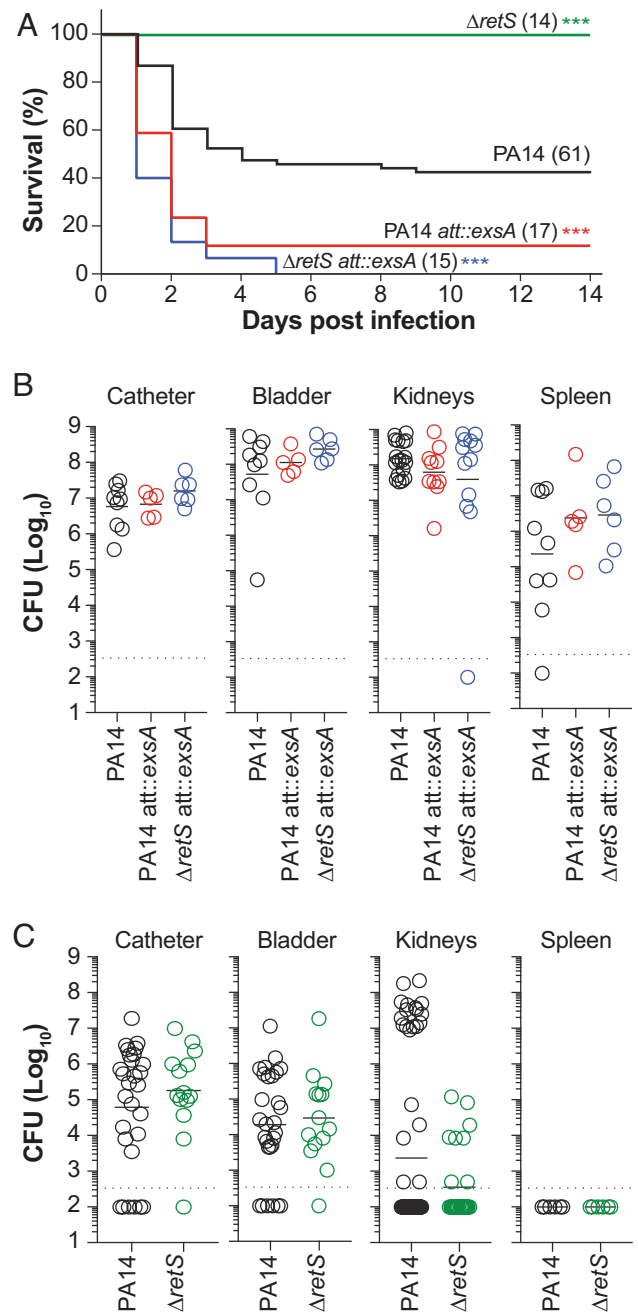 A
ΔretS (14) ***
PA14 (61)
PA14 att::exsA (17) ***
ΔretS att::exsA (15) ***
Survival (%)
100
80
60
40
20
0
0 2 4 6 8 10 12 14
Days post infection
B
Catheter Bladder Kidneys Spleen
CFU (Log10)
9
8
7
6
5
4
3
2
1
PA14
PA14 att::exsA
ΔretS att::exsA
PA14
PA14 att::exsA
ΔretS att::exsA
PA14
PA14 att::exsA
ΔretS att::exsA
PA14
PA14 att::exsA
ΔretS att::exsA
C
Catheter Bladder Kidneys Spleen
CFU (Log10)
9
8
7
6
5
4
3
2
1
PA14
ΔretS
PA14
ΔretS
PA14
ΔretS
PA14
ΔretS